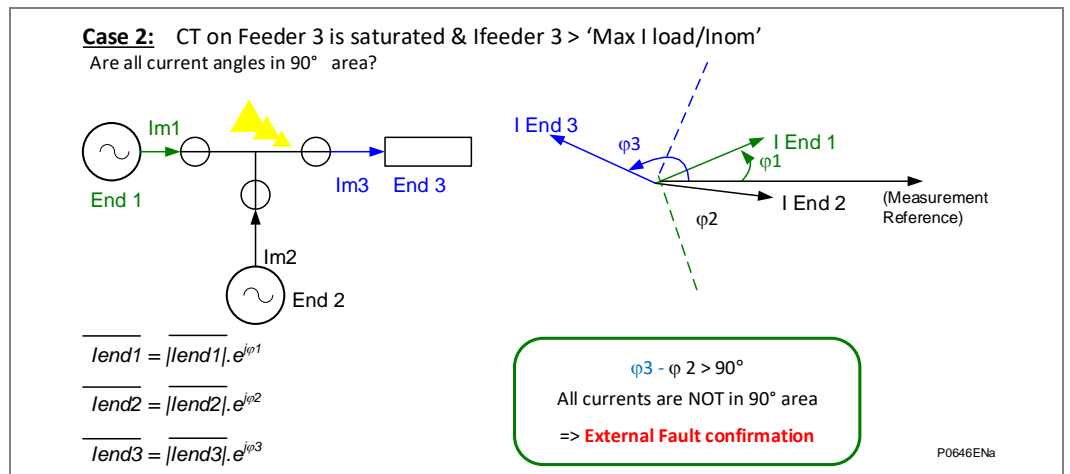 Case 2: CT on Feeder 3 is saturated & Ifeeder 3 > ‘Max I load/Inom’
Are all current angles in 90° area?
Im1
End 1
Im3
End 3
Im2
End 2
I End 3
φ3
I End 1
φ1
I End 2
φ2
(Measurement
Reference)
Iend1 = |Iend1|.e^jφ1
Iend2 = |Iend2|.e^jφ2
Iend3 = |Iend3|.e^jφ3
φ3 - φ 2 > 90°
All currents are NOT in 90° area
=> External Fault confirmation
P0646ENa